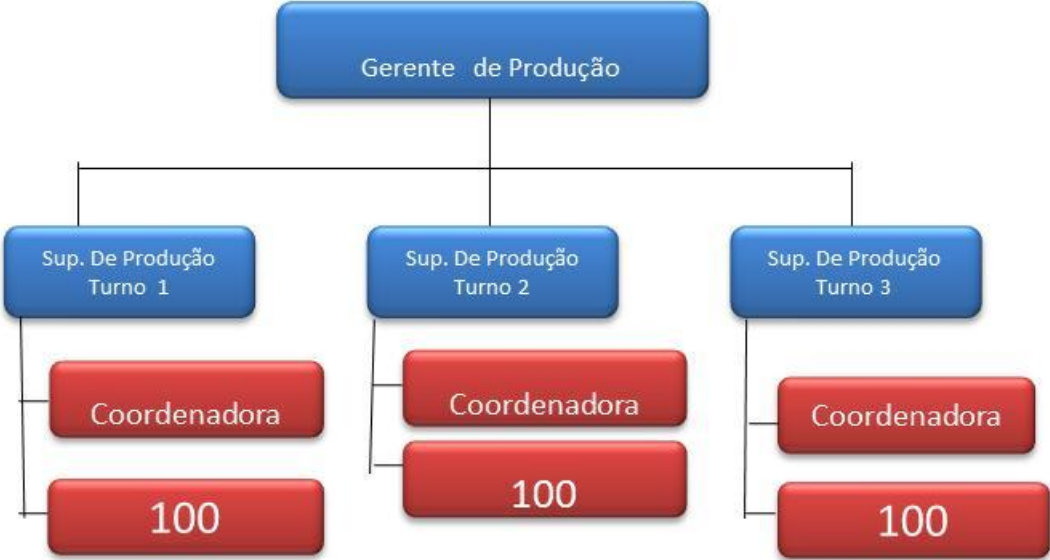 Gerente de Produção
Sup. De Produção
Turno 1
Sup. De Produção
Turno 2
Sup. De Produção
Turno 3
Coordenadora
Coordenadora
Coordenadora
100
100
100